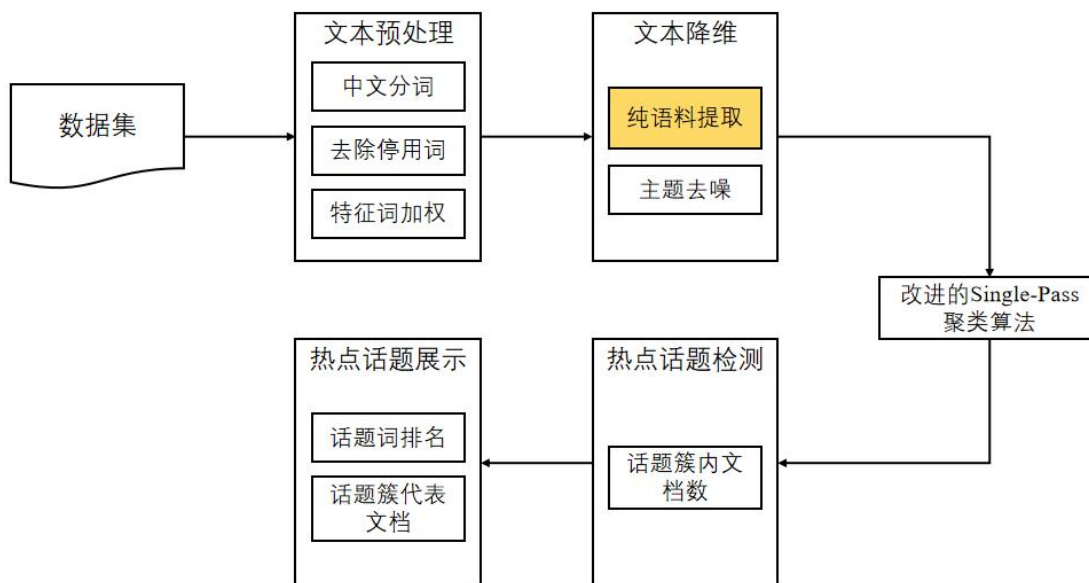 数据集
文本预处理
中文分词
去除停用词
特征词加权
文本降维
纯语料提取
主题去噪
改进的Single-Pass
聚类算法
热点话题检测
话题簇内文
档数
热点话题展示
话题词排名
话题簇代表
文档